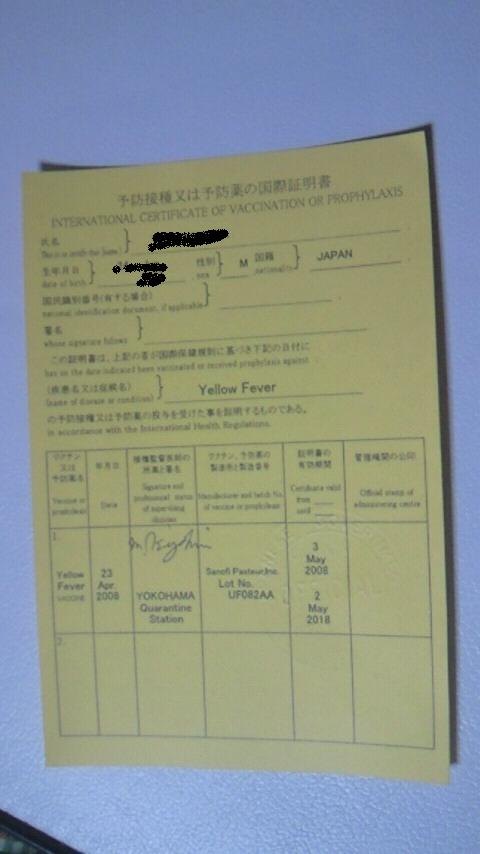 予防接種又は予防薬の国際証明書
INTERNATIONAL CERTIFICATE OF VACCINATION OR PROPHYLAXIS
氏名
This is to certify that [name]
生年月日 性別 M 国籍 JAPAN
date of birth sex nationality
国民識別番号(有する場合)
national identification document, if applicable
署名
whose signature follows
この証明書は、上記の者が国際保健規則に基づき下記の日付に
has on the date indicated been vaccinated or received prophylaxis against
(疾患名又は症候名) Yellow Fever
(name of disease or condition)
の予防接種又は予防薬の投与を受けた事を証明するものである。
in accordance with the International Health Regulations.
ワクチン
又は
予防薬名
Vaccine or
prophylaxis
年月日
Date
接種監督医師の
所属と署名
Signature and
professional status
of supervising
clinician
ワクチン、予防薬の
製造所と製造番号
Manufacturer and batch No.
of vaccine or prophylaxis
証明書の
有効期間
Certificate valid
from
until
管理機関の公印
Official stamp of
administering centre
1.
Yellow
Fever
VACCINE
23
Apr.
2008
YOKOHAMA
Quarantine
Station
Sanofi Pasteur,Inc.
Lot No.
UF082AA
3
May
2008
2
May
2018
2.